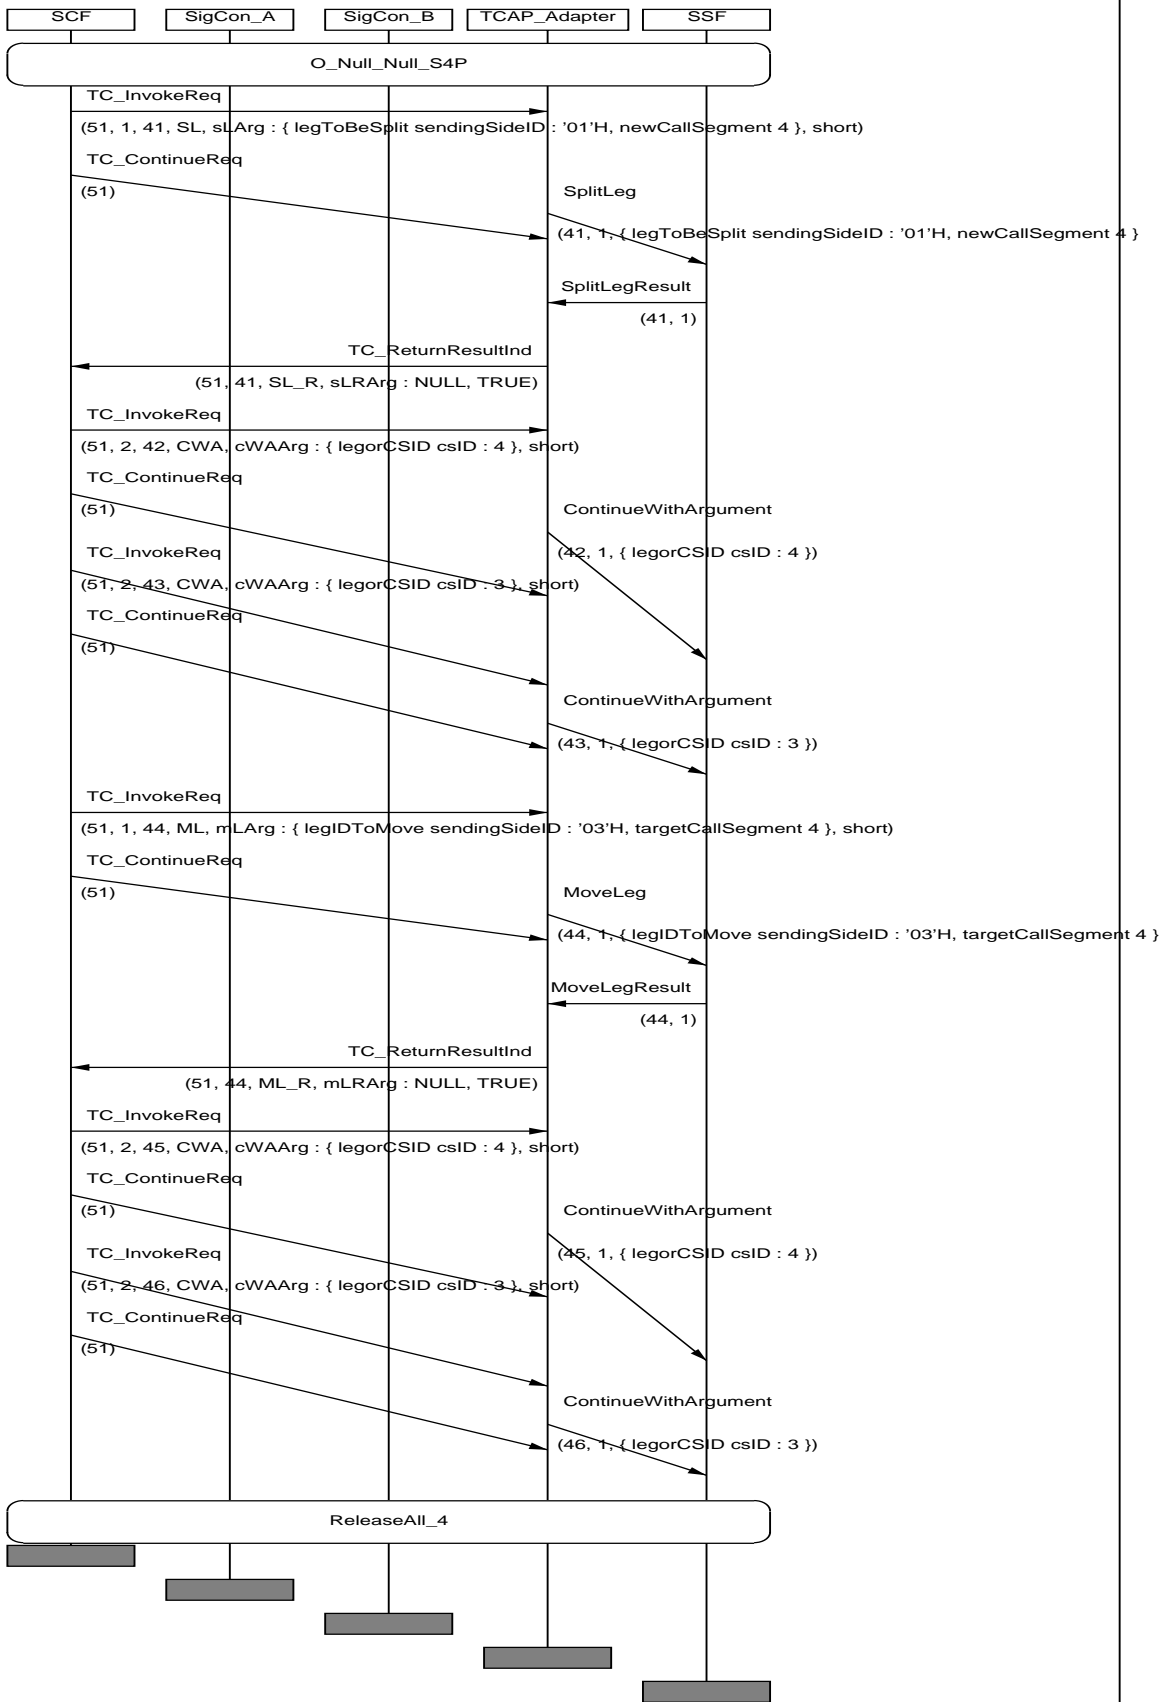 SCF SigCon_A SigCon_B TCAP_Adapter SSF
O_Null_Null_S4P
TC_InvokeReq
(51, 1, 41, SL, sLArg : { legToBeSplit sendingSideID : '01'H, newCallSegment 4 }, short)
TC_ContinueReq
(51)
SplitLeg
(41, 1, { legToBeSplit sendingSideID : '01'H, newCallSegment 4 }
SplitLegResult
(41, 1)
TC_ReturnResultInd
(51, 41, SL_R, sLRArg : NULL, TRUE)
TC_InvokeReq
(51, 2, 42, CWA, cWAArg : { legorCSID csID : 4 }, short)
TC_ContinueReq
(51)
ContinueWithArgument
(42, 1, { legorCSID csID : 4 })
TC_InvokeReq
(51, 2, 43, CWA, cWAArg : { legorCSID csID : 3 }, short)
TC_ContinueReq
(51)
ContinueWithArgument
(43, 1, { legorCSID csID : 3 })
TC_InvokeReq
(51, 1, 44, ML, mLArg : { legIDToMove sendingSideID : '03'H, targetCallSegment 4 }, short)
TC_ContinueReq
(51)
MoveLeg
(44, 1, { legIDToMove sendingSideID : '03'H, targetCallSegment 4 }
MoveLegResult
(44, 1)
TC_ReturnResultInd
(51, 44, ML_R, mLRArg : NULL, TRUE)
TC_InvokeReq
(51, 2, 45, CWA, cWAArg : { legorCSID csID : 4 }, short)
TC_ContinueReq
(51)
ContinueWithArgument
(45, 1, { legorCSID csID : 4 })
TC_InvokeReq
(51, 2, 46, CWA, cWAArg : { legorCSID csID : 3 }, short)
TC_ContinueReq
(51)
ContinueWithArgument
(46, 1, { legorCSID csID : 3 })
ReleaseAll_4